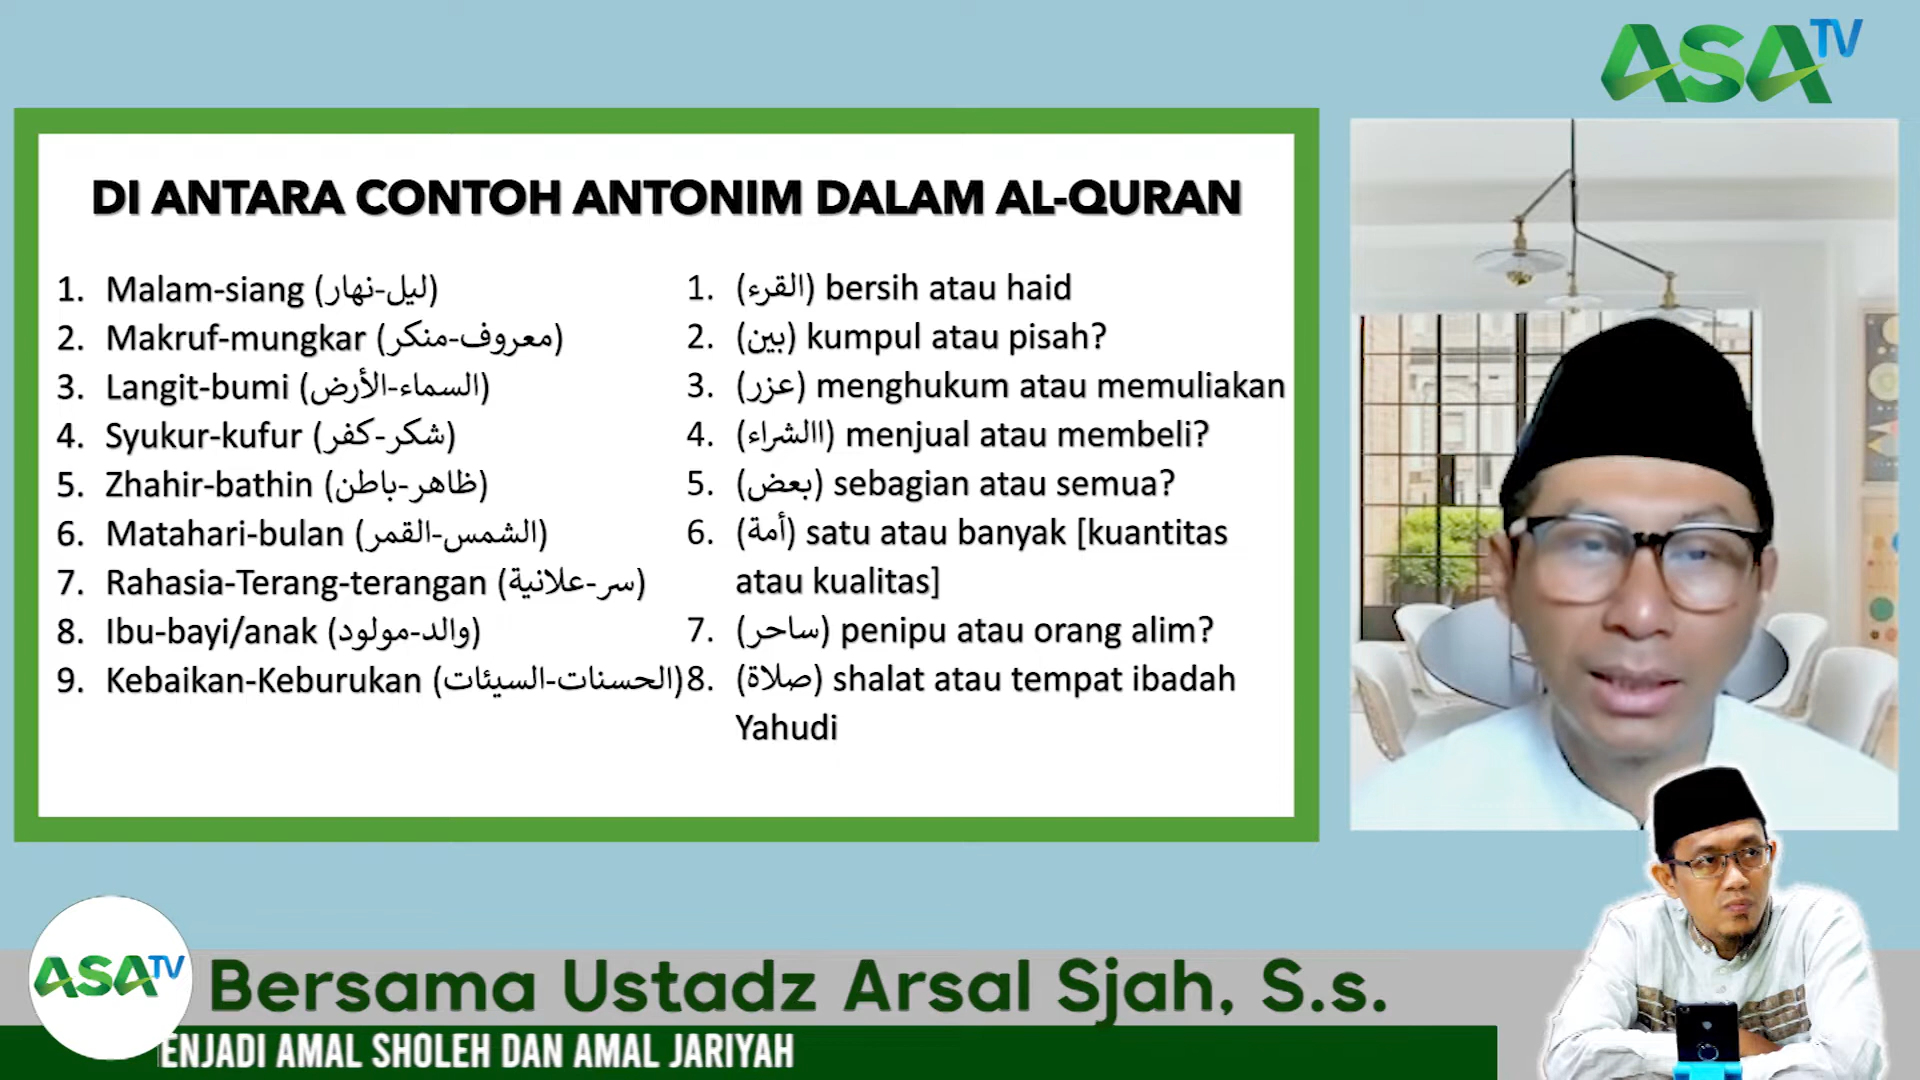 ASA TV
DI ANTARA CONTOH ANTONIM DALAM AL-QURAN
1. Malam-siang (ليل-نهار)
2. Makruf-mungkar (معروف-منكر)
3. Langit-bumi (السماء-الأرض)
4. Syukur-kufur (شكر-كفر)
5. Zhahir-bathin (ظاهر-باطن)
6. Matahari-bulan (الشمس-القمر)
7. Rahasia-Terang-terangan (سر-علانية)
8. Ibu-bayi/anak (والد-مولود)
9. Kebaikan-Keburukan (الحسنات-السيئات)
1. (القرء) bersih atau haid
2. (بين) kumpul atau pisah?
3. (عزر) menghukum atau memuliakan
4. (االشراء) menjual atau membeli?
5. (بعض) sebagian atau semua?
6. (أمة) satu atau banyak [kuantitas
atau kualitas]
7. (ساحر) penipu atau orang alim?
8. (صلاة) shalat atau tempat ibadah
Yahudi
ASA TV
Bersama Ustadz Arsal Sjah, S.s.
ENJADI AMAL SHOLEH DAN AMAL JARIYAH